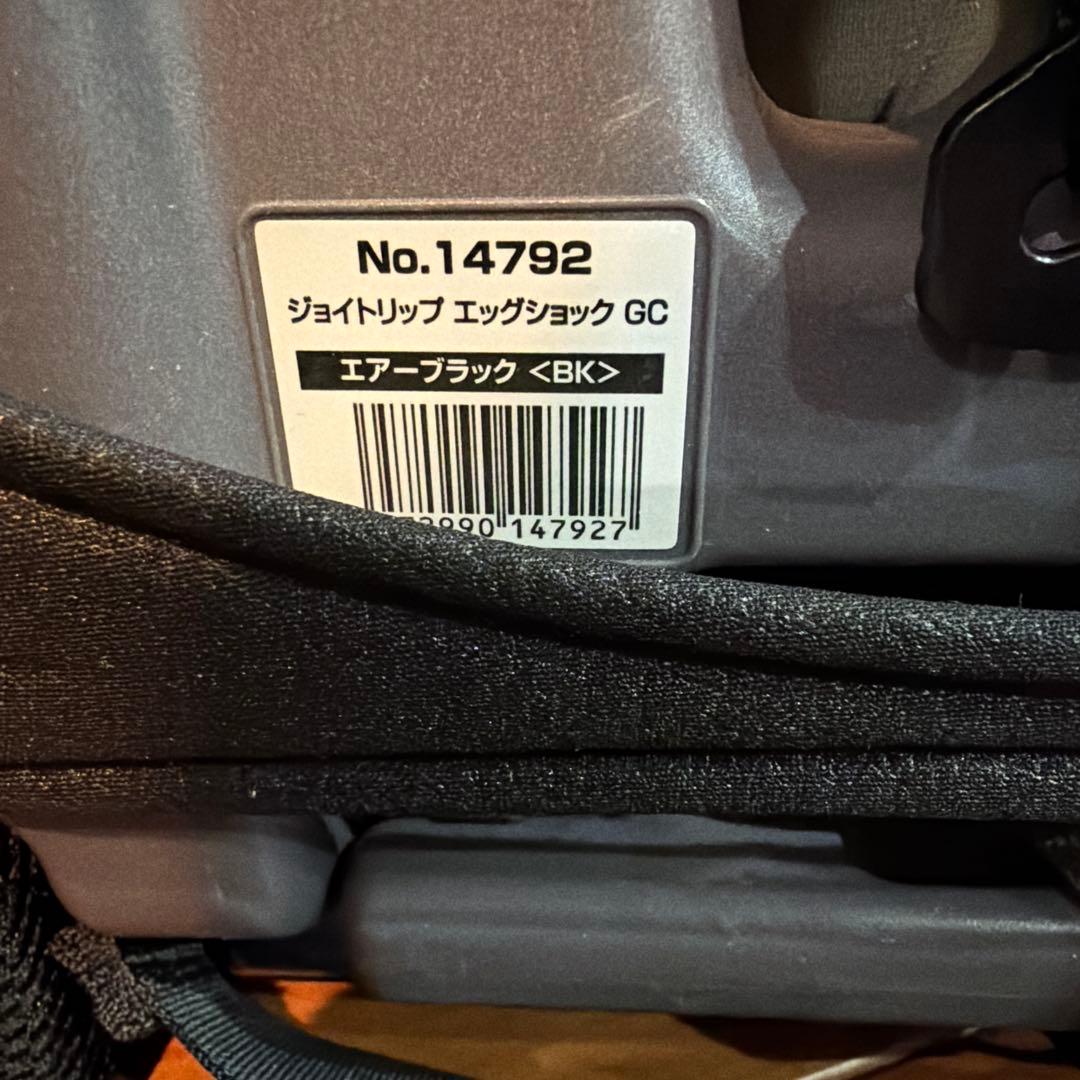 No.14792
ジョイトリップ エッグショック GC
エアーブラック <BK>
990 147927